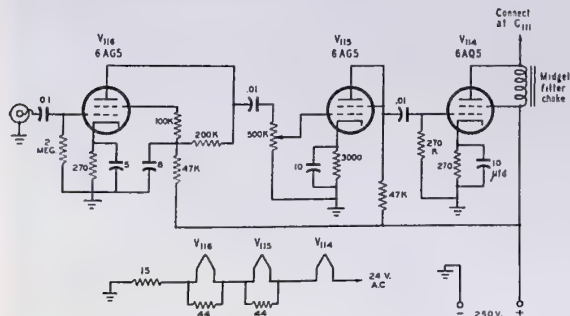 V116
6AG5
V115
6AG5
V114
6AQ5
Connect
at C111
Midget
filter
choke
.01
.01
.01
2
MEG.
270
5
8
100K
200K
47K
500K
10
3000
47K
270
K
270
10
µfd
V116
V115
V114
15
44
44
24 V.
A.C
-
250V.
+